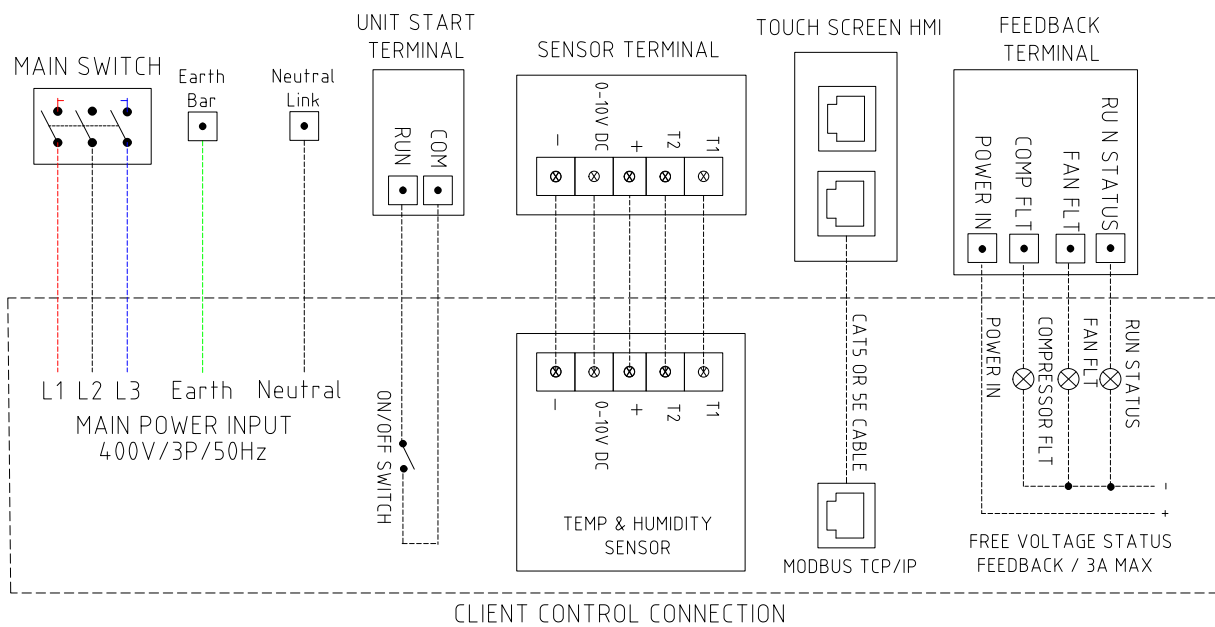 MAIN SWITCH
Earth
Bar
Neutral
Link
UNIT START
TERMINAL
RUN
COM
SENSOR TERMINAL
-
0-10V DC
+
T2
T1
TOUCH SCREEN HMI
FEEDBACK
TERMINAL
POWER IN
COMP FLT
FAN FLT
RU N STATUS
L1 L2 L3 Earth Neutral
MAIN POWER INPUT
400V/3P/50Hz
ON/OFF SWITCH
-
0-10V DC
+
T2
T1
TEMP & HUMIDITY
SENSOR
CAT5 OR 5E CABLE
MODBUS TCP/IP
POWER IN
COMPRESSOR FLT
FAN FLT
RUN STATUS
-
+
FREE VOLTAGE STATUS
FEEDBACK / 3A MAX
CLIENT CONTROL CONNECTION